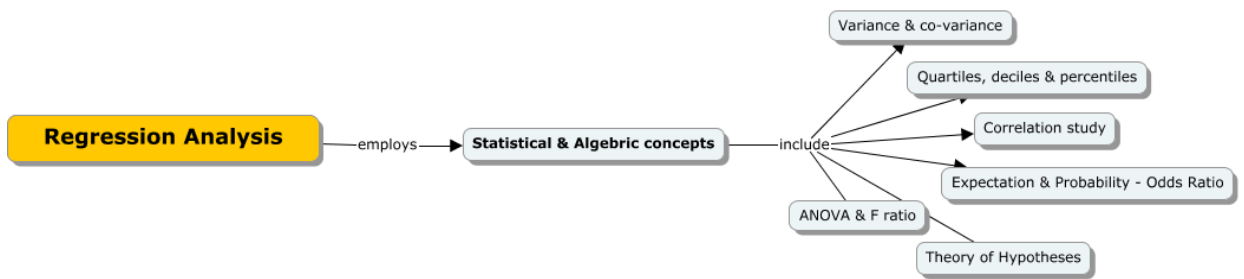 Variance & co-variance
Quartiles, deciles & percentiles
Regression Analysis
employs
Statistical & Algebric concepts
include
Correlation study
Expectation & Probability - Odds Ratio
ANOVA & F ratio
Theory of Hypotheses